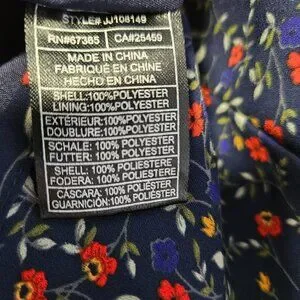 STYLE#JJ108149
RN#67365 CA#25459
MADE IN CHINA
FABRIQUÉ EN CHINE
HECHO EN CHINA
SHELL:100%POLYESTER
LINING:100%POLYESTER
EXTÉRIEUR:100%POLYESTER
DOUBLURE:100%POLYESTER
SCHALE: 100% POLYESTER
FUTTER: 100% POLYESTER
SHELL: 100% POLIESTERE
FODERA: 100% POLIESTERE
CÁSCARA: 100% POLIÉSTER
GUARNICIÓN:100% POLIÉSTER